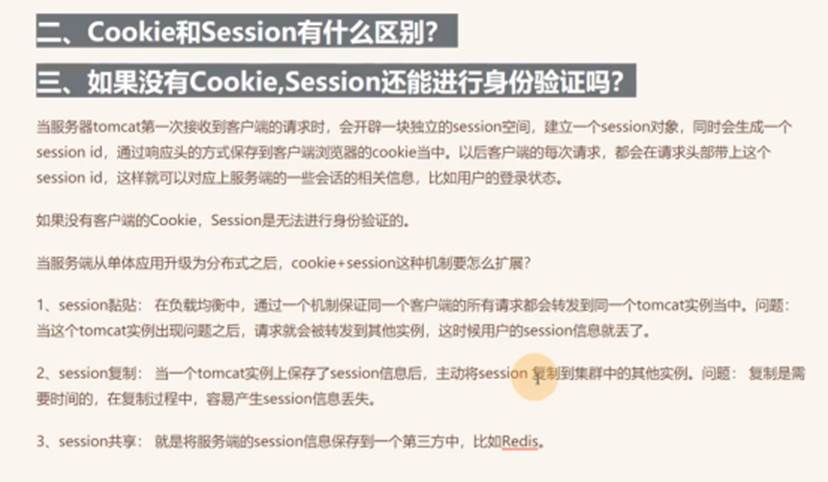 二、Cookie和Session有什么区别？
三、如果没有Cookie,Session还能进行身份验证吗？
当服务器tomcat第一次接收到客户端的请求时，会开辟一块独立的session空间，建立一个session对象，同时会生成一个
session id，通过响应头的方式保存到客户端浏览器的cookie当中。以后客户端的每次请求，都会在请求头部带上这个
session id，这样就可以对应上服务端的一些会话的相关信息，比如用户的登录状态。
如果没有客户端的Cookie，Session是无法进行身份验证的。
当服务端从单体应用升级为分布式之后，cookie+session这种机制要怎么扩展？
1、session黏贴： 在负载均衡中，通过一个机制保证同一个客户端的所有请求都会转发到同一个tomcat实例当中。问题：
当这个tomcat实例出现问题之后，请求就会被转发到其他实例，这时候用户的session信息就丢了。
2、session复制： 当一个tomcat实例上保存了session信息后，主动将session 复制到集群中的其他实例。问题： 复制是需
要时间的，在复制过程中，容易产生session信息丢失。
3、session共享： 就是将服务端的session信息保存到一个第三方中，比如Redis。